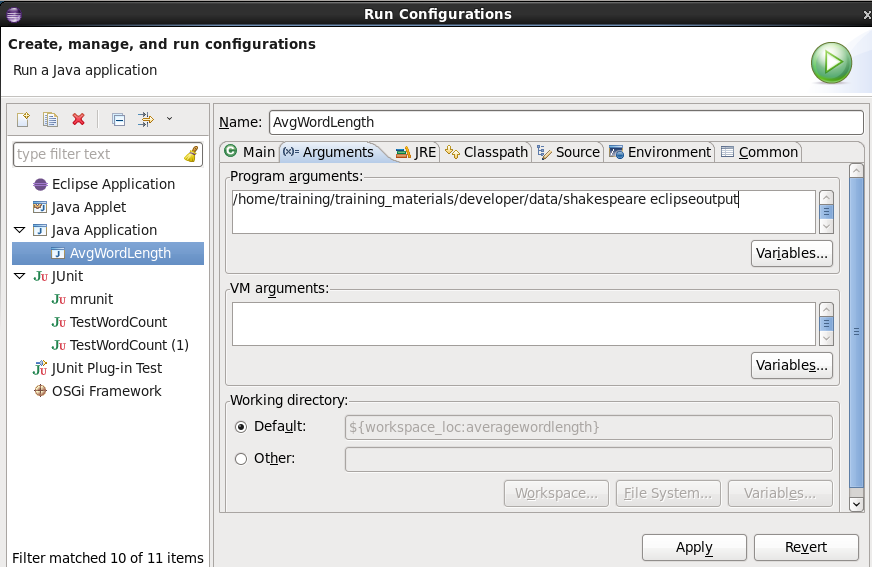 Run Configurations
Create, manage, and run configurations
Run a Java application
type filter text
Eclipse Application
Java Applet
Java Application
AvgWordLength
JUnit
mrunit
TestWordCount
TestWordCount (1)
JUnit Plug-in Test
OSGi Framework
Filter matched 10 of 11 items
Name: AvgWordLength
Main (x)= Arguments JRE Classpath Source Environment Common
Program arguments:
/home/training/training_materials/developer/data/shakespeare eclipseoutput
Variables...
VM arguments:
Variables...
Working directory:
Default: ${workspace_loc:averagewordlength}
Other:
Workspace... File System... Variables...
Apply Revert